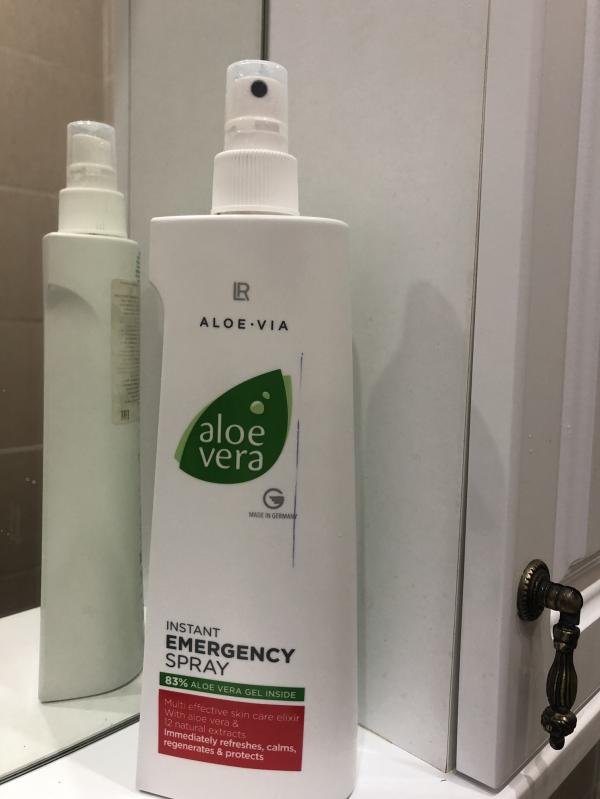 LR
ALOE·VIA
aloe
vera
MADE IN GERMANY
INSTANT
EMERGENCY
SPRAY
83% ALOE VERA GEL INSIDE
Multi effective skin care elixir
With aloe vera &
12 natural extracts
Immediately refreshes, calms,
regenerates & protects